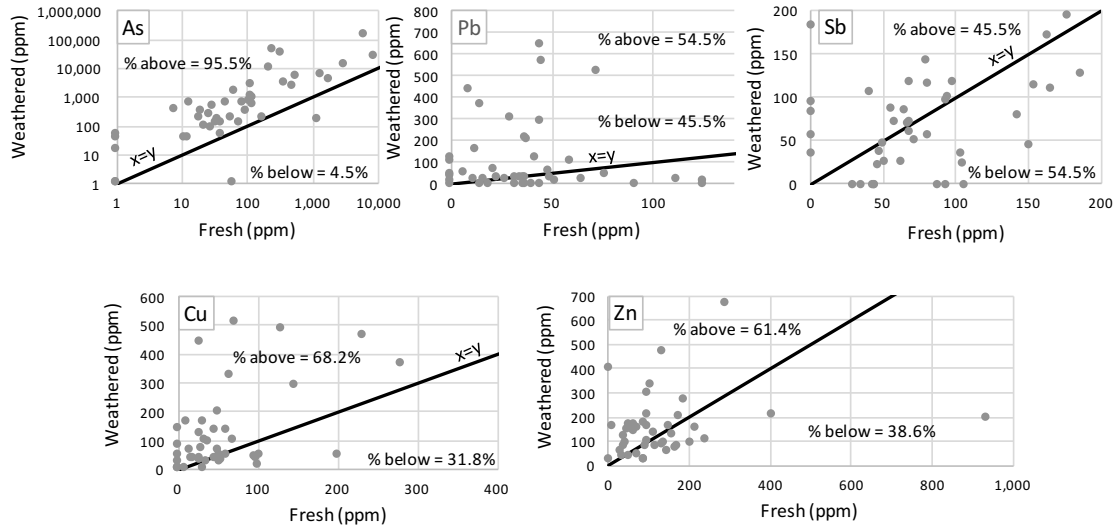 As
1,000,000
100,000
10,000
1,000
100
10
1
Weathered (ppm)
% above = 95.5%
x=y
% below = 4.5%
1 10 100 1,000 10,000
Fresh (ppm)
Pb
800
700
600
500
400
300
200
100
0
Weathered (ppm)
% above = 54.5%
% below = 45.5%
x=y
0 50 100
Fresh (ppm)
Sb
200
150
100
50
0
Weathered (ppm)
% above = 45.5%
x=y
% below = 54.5%
0 50 100 150 200
Fresh (ppm)
Cu
600
500
400
300
200
100
0
Weathered (ppm)
% above = 68.2%
x=y
% below = 31.8%
0 100 200 300 400
Fresh (ppm)
Zn
700
600
500
400
300
200
100
0
Weathered (ppm)
% above = 61.4%
% below = 38.6%
0 200 400 600 800 1,000
Fresh (ppm)